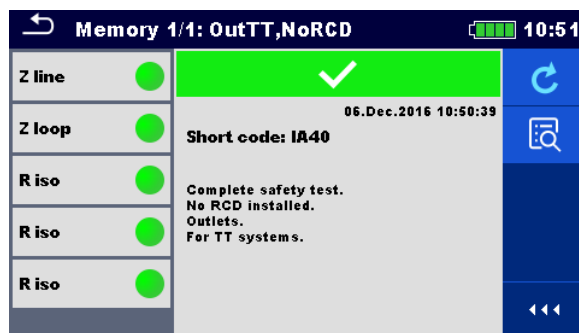 Memory 1/1: OutTT,NoRCD
10:51
Z line
Z loop
R iso
R iso
R iso
06.Dec.2016 10:50:39
Short code: IA40
Complete safety test.
No RCD installed.
Outlets.
For TT systems.